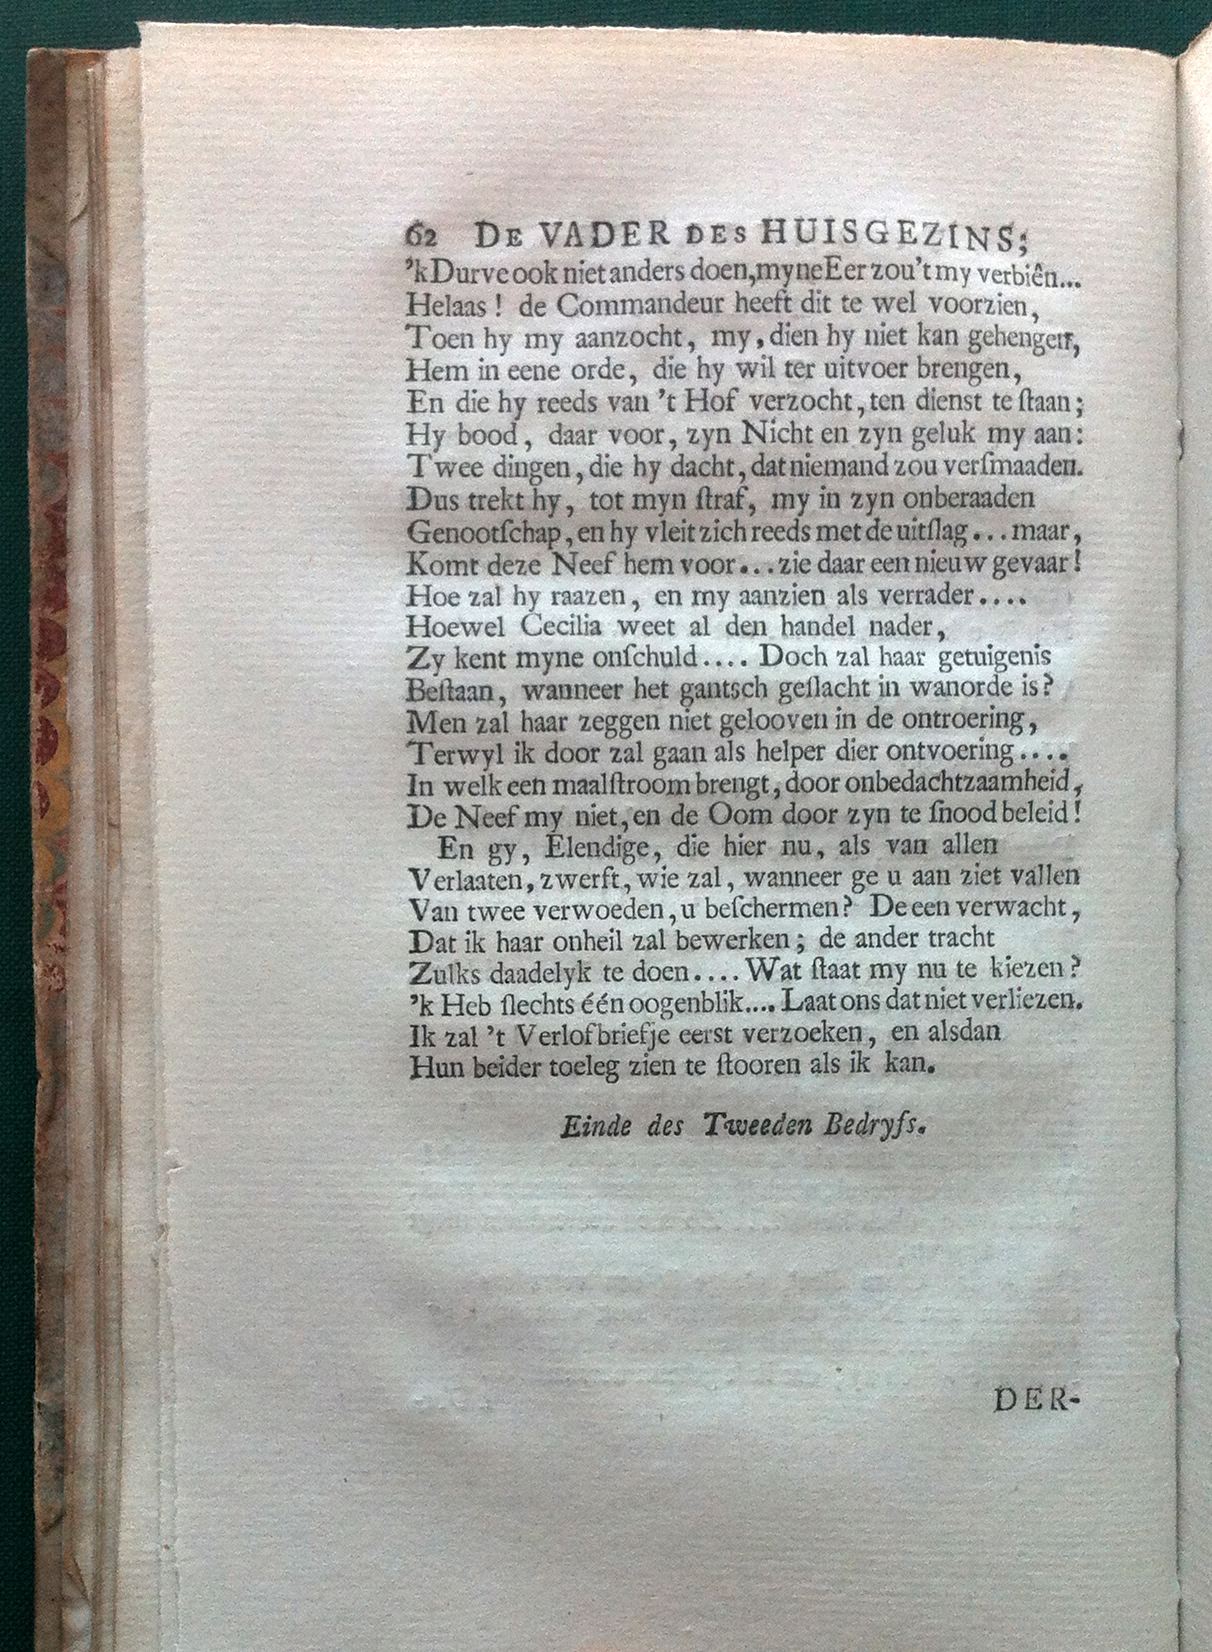 62 DE VADER DES HUISGEZINS;
'k Durve ook niet anders doen, myne Eer zou 't my verbiên...
Helaas! de Commandeur heeft dit te wel voorzien,
Toen hy my aanzocht, my, dien hy niet kan gehengen,
Hem in eene orde, die hy wil ter uitvoer brengen,
En die hy reeds van 't Hof verzocht, ten dienst te ſtaan;
Hy bood, daar voor, zyn Nicht en zyn geluk my aan:
Twee dingen, die hy dacht, dat niemand zou verſmaaden.
Dus trekt hy, tot myn ſtraf, my in zyn onberaaden
Genootſchap, en hy vleit zich reeds met de uitſlag... maar,
Komt deze Neef hem voor... zie daar een nieuw gevaar!
Hoe zal hy raazen, en my aanzien als verrader....
Hoewel Cecilia weet al den handel nader,
Zy kent myne onſchuld.... Doch zal haar getuigenis
Beſtaan, wanneer het gantsch geſlacht in wanorde is?
Men zal haar zeggen niet gelooven in de ontroering,
Terwyl ik door zal gaan als helper dier ontvoering....
In welk een maalſtroom brengt, door onbedachtzaamheid,
De Neef my niet, en de Oom door zyn te ſnood beleid!
En gy, Elendige, die hier nu, als van allen
Verlaaten, zwerft, wie zal, wanneer ge u aan ziet vallen
Van twee verwoeden, u beſchermen? De een verwacht,
Dat ik haar onheil zal bewerken; de ander tracht
Zulks daadelyk te doen.... Wat ſtaat my nu te kiezen?
'k Heb ſlechts één oogenblik.... Laat ons dat niet verliezen.
Ik zal 't Verlofbriefje eerst verzoeken, en alsdan
Hun beider toeleg zien te ſtooren als ik kan.
Einde des Tweeden Bedryfs.
DER-